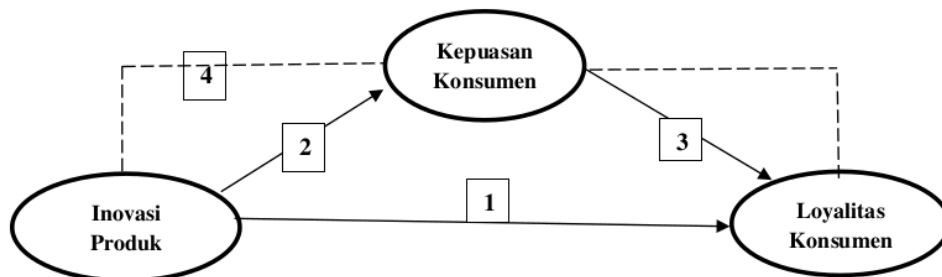 Kepuasan
Konsumen
4
2
3
1
Inovasi
Produk
Loyalitas
Konsumen